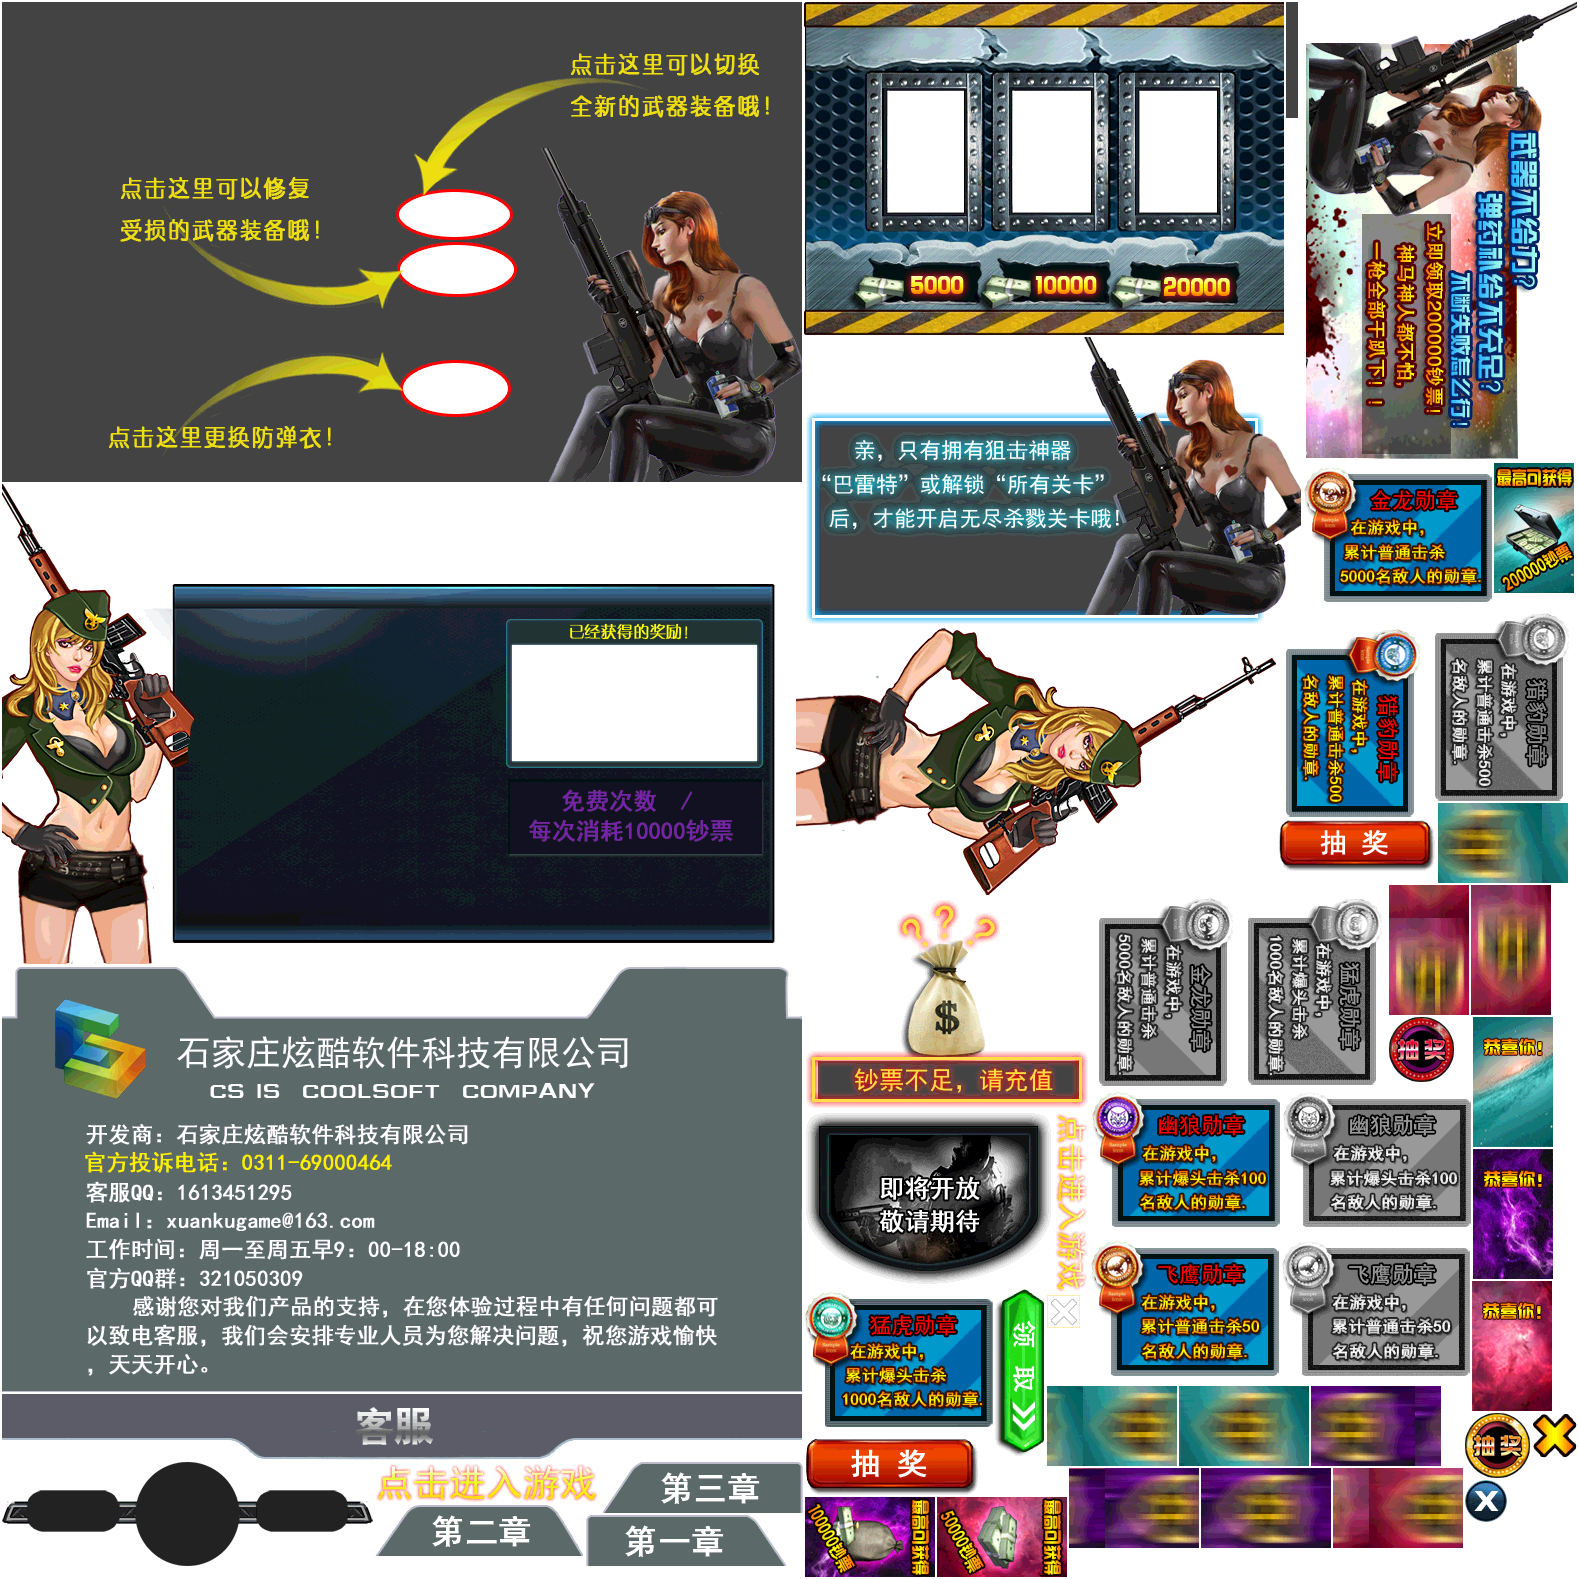 点击这里可以切换
全新的武器装备哦！
点击这里可以修复
受损的武器装备哦！
点击这里更换防弹衣！
5000
10000
20000
武器不给力？
弹药补给不充足？
不断失败怎么行！
立即领取200000钞票！
神马神人都不怕，
一枪全部干趴下！！
亲，只有拥有狙击神器
“巴雷特”或解锁“所有关卡”
后，才能开启无尽杀戮关卡哦！
金龙勋章
在游戏中，
累计普通击杀
5000名敌人的勋章.
最高可获得
200000钞票
已经获得的奖励！
免费次数 /
每次消耗10000钞票
猎豹勋章
在游戏中，
累计普通击杀500
名敌人的勋章.
猎豹勋章
在游戏中，
累计普通击杀500
名敌人的勋章.
抽 奖
? ? ?
$
钞票不足，请充值
金龙勋章
在游戏中，
累计普通击杀
5000名敌人的勋章.
猛虎勋章
在游戏中，
累计爆头击杀
1000名敌人的勋章.
抽奖
恭喜你！
石家庄炫酷软件科技有限公司
CS IS COOLSOFT COMPANY
开发商：石家庄炫酷软件科技有限公司
官方投诉电话：0311-69000464
客服QQ：1613451295
Email：xuankugame@163.com
工作时间：周一至周五早9：00-18:00
官方QQ群：321050309
感谢您对我们产品的支持，在您体验过程中有任何问题都可
以致电客服，我们会安排专业人员为您解决问题，祝您游戏愉快
，天天开心。
即将开放
敬请期待
点击进入游戏
幽狼勋章
在游戏中，
累计爆头击杀100
名敌人的勋章.
幽狼勋章
在游戏中，
累计爆头击杀100
名敌人的勋章.
恭喜你！
飞鹰勋章
在游戏中，
累计普通击杀50
名敌人的勋章.
飞鹰勋章
在游戏中，
累计普通击杀50
名敌人的勋章.
恭喜你！
猛虎勋章
在游戏中，
累计爆头击杀
1000名敌人的勋章.
领取
抽奖
客服
点击进入游戏
第三章
第二章
第一章
抽 奖
X
100000钞票
最高可获得
50000钞票
最高可获得